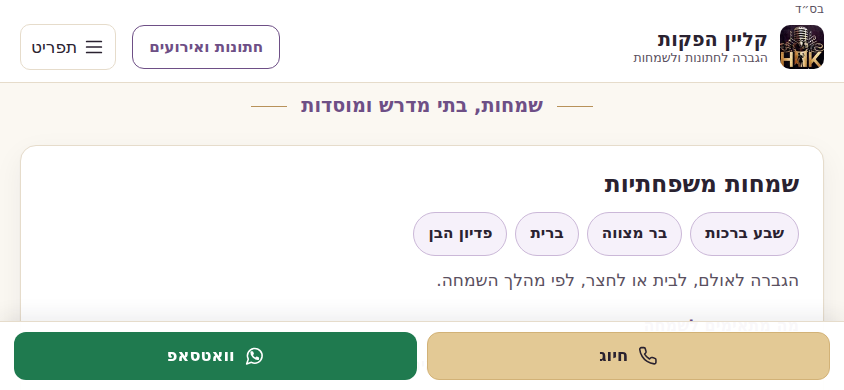 בס״ד
HDK
קליין הפקות
הגברה לחתונות ולשמחות
חתונות ואירועים
תפריט
שמחות, בתי מדרש ומוסדות
שמחות משפחתיות
שבע ברכות
בר מצווה
ברית
פדיון הבן
הגברה לאולם, לבית או לחצר, לפי מהלך השמחה.
חיוג
וואטסאפ